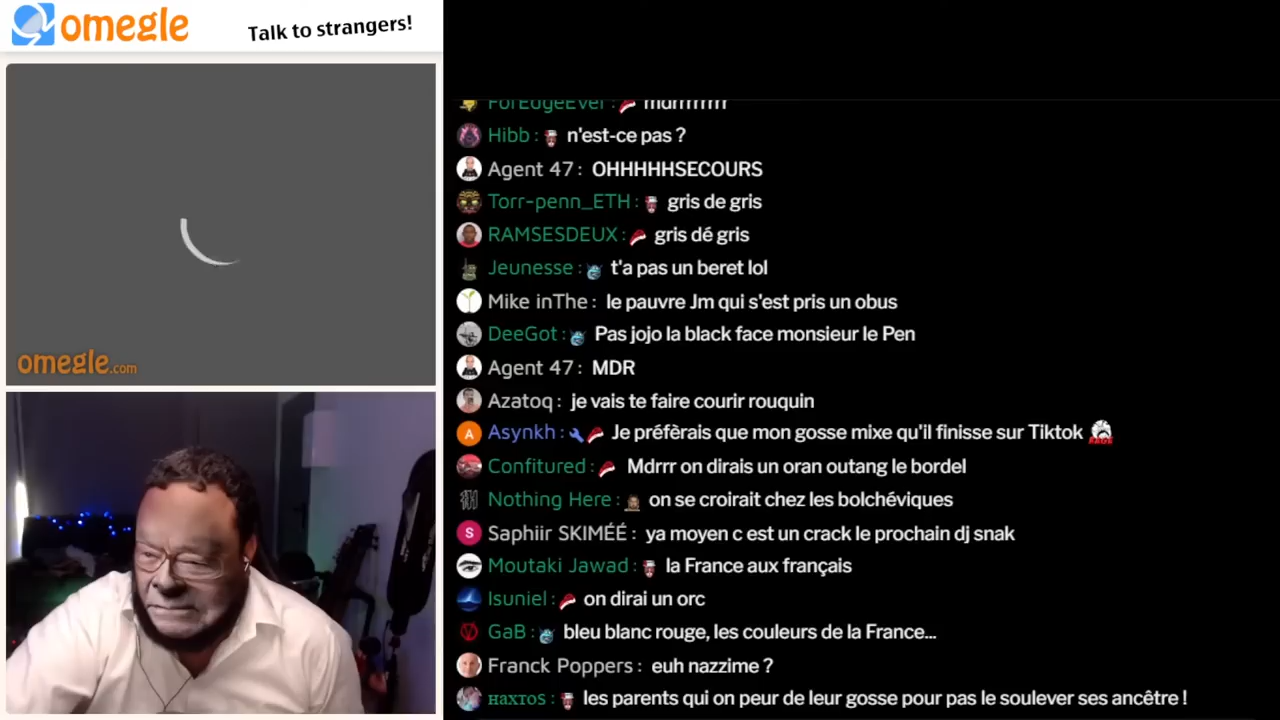 omegle
Talk to strangers!
omegle.com
ForEdgeEver : mdrrrrrr
Hibb : n'est-ce pas ?
Agent 47 : OHHHHHSECOURS
Torr-penn_ETH : gris de gris
RAMSESDEUX : gris dé gris
Jeunesse : t'a pas un beret lol
Mike inThe : le pauvre Jm qui s'est pris un obus
DeeGot : Pas jojo la black face monsieur le Pen
Agent 47 : MDR
Azatoq : je vais te faire courir rouquin
A Asynkh : Je préfèrais que mon gosse mixe qu'il finisse sur Tiktok
Confitured : Mdrrr on dirais un oran outang le bordel
Nothing Here : on se croirait chez les bolchéviques
S Saphiir SKIMÉÉ : ya moyen c est un crack le prochain dj snak
Moutaki Jawad : la France aux français
Isuniel : on dirai un orc
GaB : bleu blanc rouge, les couleurs de la France...
Franck Poppers : euh nazzime ?
нαxтоѕ : les parents qui on peur de leur gosse pour pas le soulever ses ancêtre !